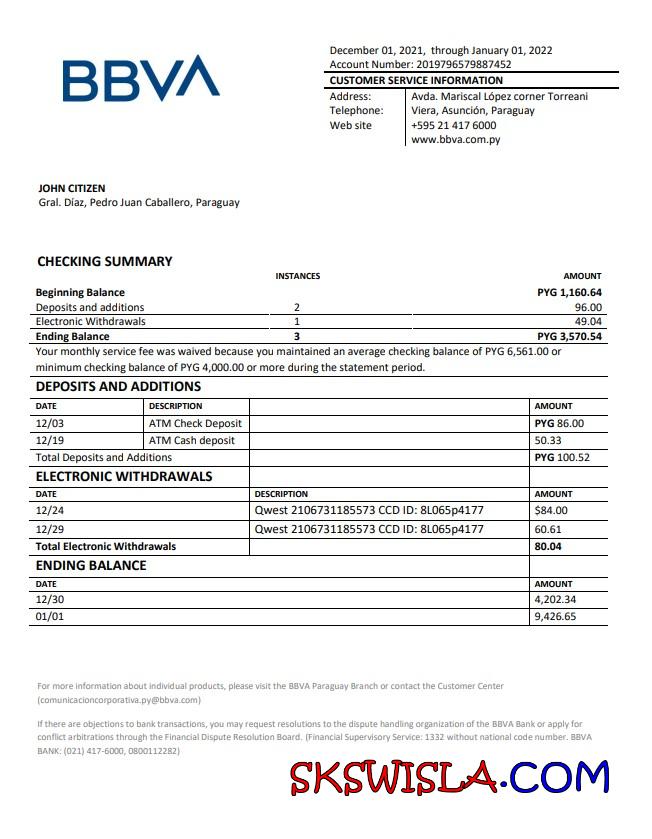 BBVA
December 01, 2021, through January 01, 2022
Account Number: 2019796579887452
CUSTOMER SERVICE INFORMATION
Address: Avda. Mariscal López corner Torreani
Telephone: Viera, Asunción, Paraguay
Web site +595 21 417 6000
www.bbva.com.py
JOHN CITIZEN
Gral. Díaz, Pedro Juan Caballero, Paraguay
CHECKING SUMMARY
INSTANCES AMOUNT
Beginning Balance PYG 1,160.64
Deposits and additions 2 96.00
Electronic Withdrawals 1 49.04
Ending Balance 3 PYG 3,570.54
Your monthly service fee was waived because you maintained an average checking balance of PYG 6,561.00 or
minimum checking balance of PYG 4,000.00 or more during the statement period.
DEPOSITS AND ADDITIONS
DATE DESCRIPTION AMOUNT
12/03 ATM Check Deposit PYG 86.00
12/19 ATM Cash deposit 50.33
Total Deposits and Additions PYG 100.52
ELECTRONIC WITHDRAWALS
DATE DESCRIPTION AMOUNT
12/24 Qwest 2106731185573 CCD ID: 8L065p4177 $84.00
12/29 Qwest 2106731185573 CCD ID: 8L065p4177 60.61
Total Electronic Withdrawals 80.04
ENDING BALANCE
DATE AMOUNT
12/30 4,202.34
01/01 9,426.65
For more information about individual products, please visit the BBVA Paraguay Branch or contact the Customer Center
(comunicacioncorporativa.py@bbva.com)
If there are objections to bank transactions, you may request resolutions to the dispute handling organization of the BBVA Bank or apply for
conflict arbitrations through the Financial Dispute Resolution Board. (Financial Supervisory Service: 1332 without national code number. BBVA
BANK: (021) 417-6000, 0800112282)
SKSWISLA.COM